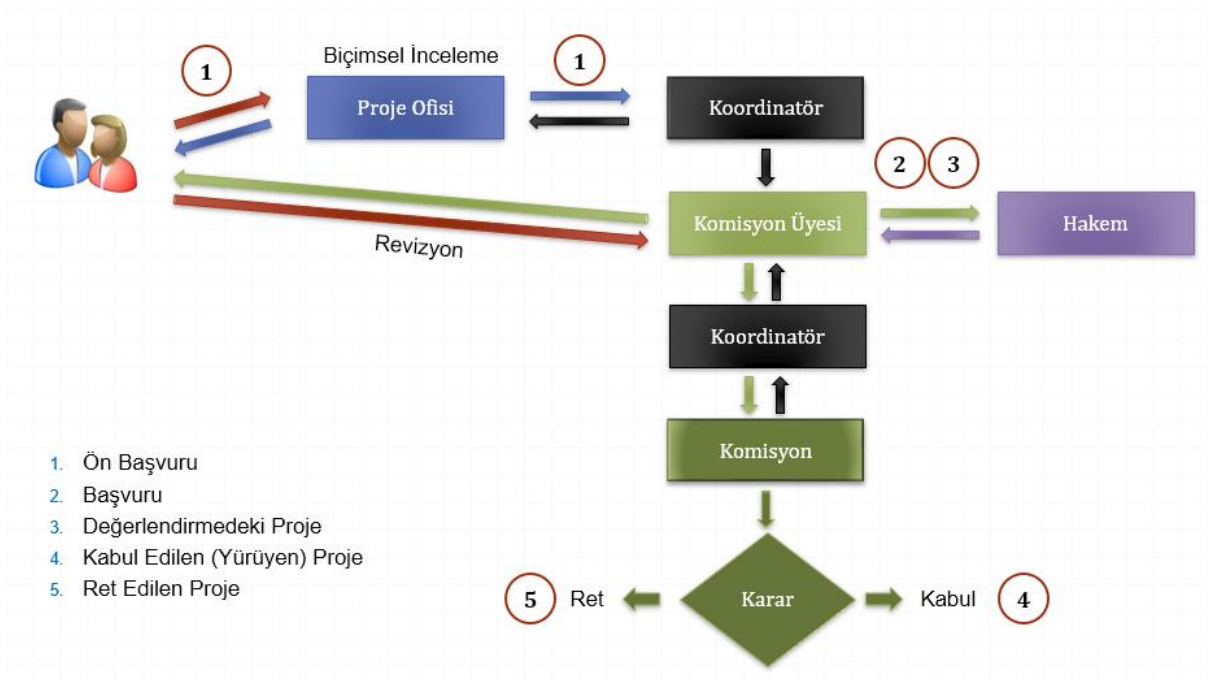 1
Biçimsel İnceleme
1
Proje Ofisi
Koordinatör
2
3
Komisyon Üyesi
Hakem
Revizyon
Koordinatör
Komisyon
1. Ön Başvuru
2. Başvuru
3. Değerlendirmedeki Proje
4. Kabul Edilen (Yürüyen) Proje
5. Ret Edilen Proje
5
Ret
Karar
Kabul
4